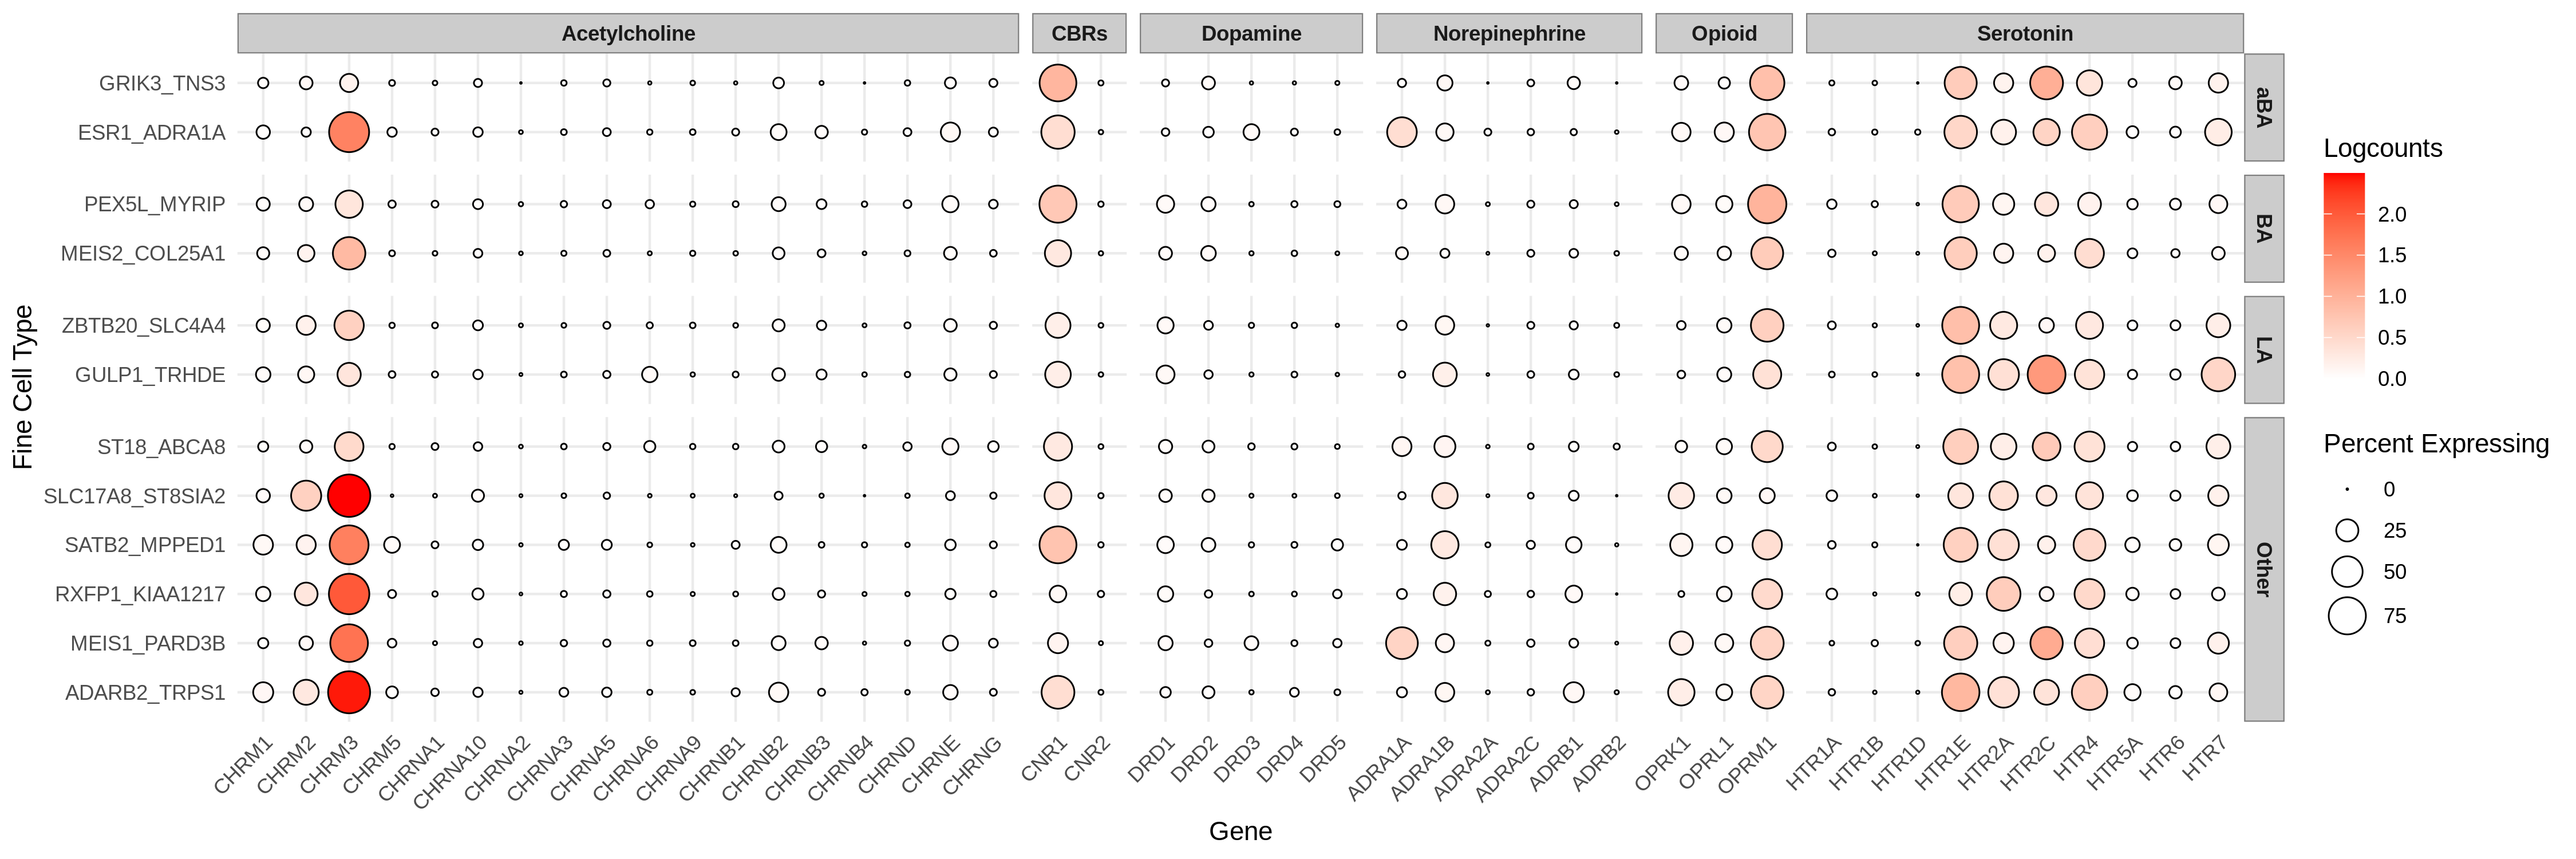 Acetylcholine
CBRs
Dopamine
Norepinephrine
Opioid
Serotonin
Fine Cell Type
GRIK3_TNS3
ESR1_ADRA1A
aBA
PEX5L_MYRIP
MEIS2_COL25A1
BA
ZBTB20_SLC4A4
GULP1_TRHDE
LA
ST18_ABCA8
SLC17A8_ST8SIA2
SATB2_MPPED1
RXFP1_KIAA1217
MEIS1_PARD3B
ADARB2_TRPS1
Other
CHRM1
CHRM2
CHRM3
CHRM5
CHRNA1
CHRNA10
CHRNA2
CHRNA3
CHRNA5
CHRNA6
CHRNA9
CHRNB1
CHRNB2
CHRNB3
CHRNB4
CHRND
CHRNE
CHRNG
CNR1
CNR2
DRD1
DRD2
DRD3
DRD4
DRD5
ADRA1A
ADRA1B
ADRA2A
ADRA2C
ADRB1
ADRB2
OPRK1
OPRL1
OPRM1
HTR1A
HTR1B
HTR1D
HTR1E
HTR2A
HTR2C
HTR4
HTR5A
HTR6
HTR7
Gene
Logcounts
2.0
1.5
1.0
0.5
0.0
Percent Expressing
0
25
50
75